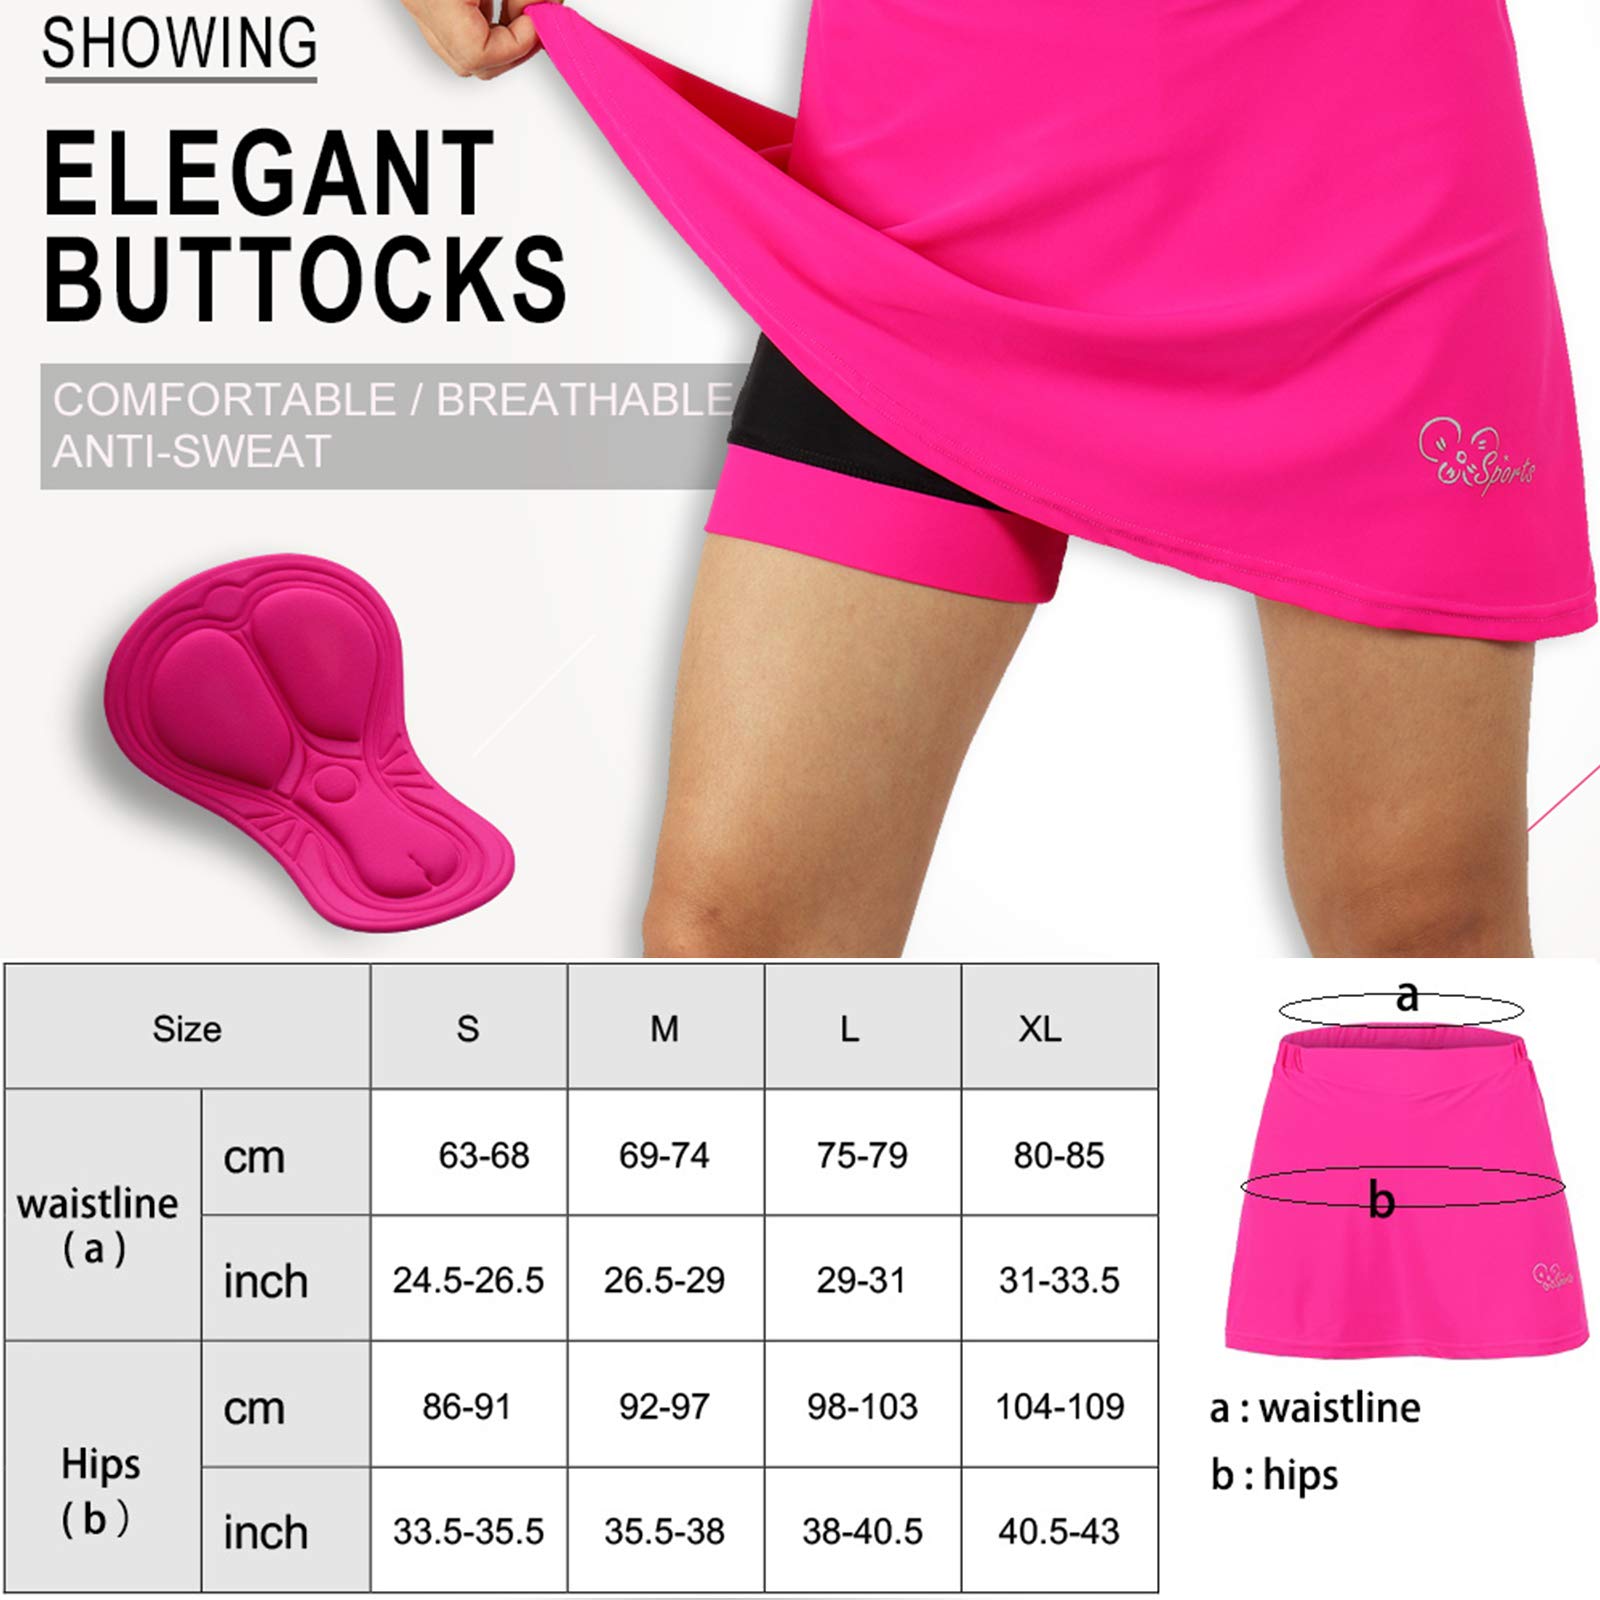 SHOWING
ELEGANT
BUTTOCKS
COMFORTABLE / BREATHABLE
ANTI-SWEAT
Sports
Size S M L XL
waistline
( a )
cm 63-68 69-74 75-79 80-85
inch 24.5-26.5 26.5-29 29-31 31-33.5
Hips
( b )
cm 86-91 92-97 98-103 104-109
inch 33.5-35.5 35.5-38 38-40.5 40.5-43
a
b
Sports
a : waistline
b : hips